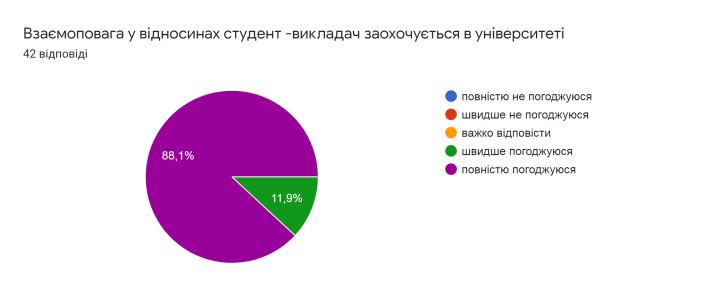 Взаємоповага у відносинах студент -викладач заохочується в університеті
42 відповіді
88,1%
11,9%
повністю не погоджуюся
швидше не погоджуюся
важко відповісти
швидше погоджуюся
повністю погоджуюся